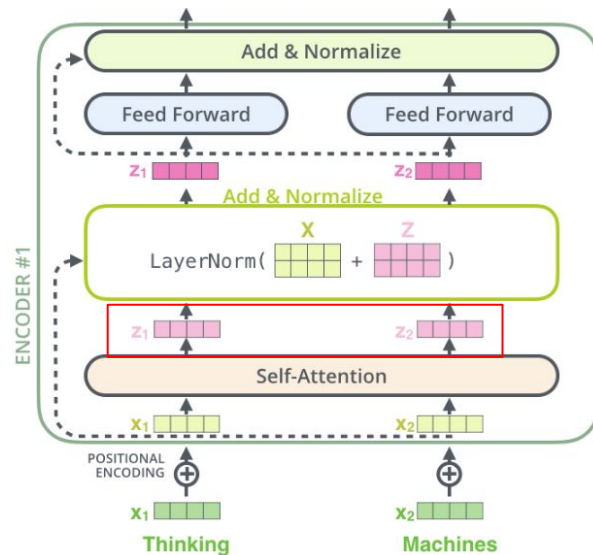 Add & Normalize
Feed Forward Feed Forward
z1 z2
Add & Normalize
X Z
LayerNorm( + )
ENCODER #1
z1 z2
Self-Attention
x1 x2
POSITIONAL
ENCODING
x1 x2
Thinking Machines